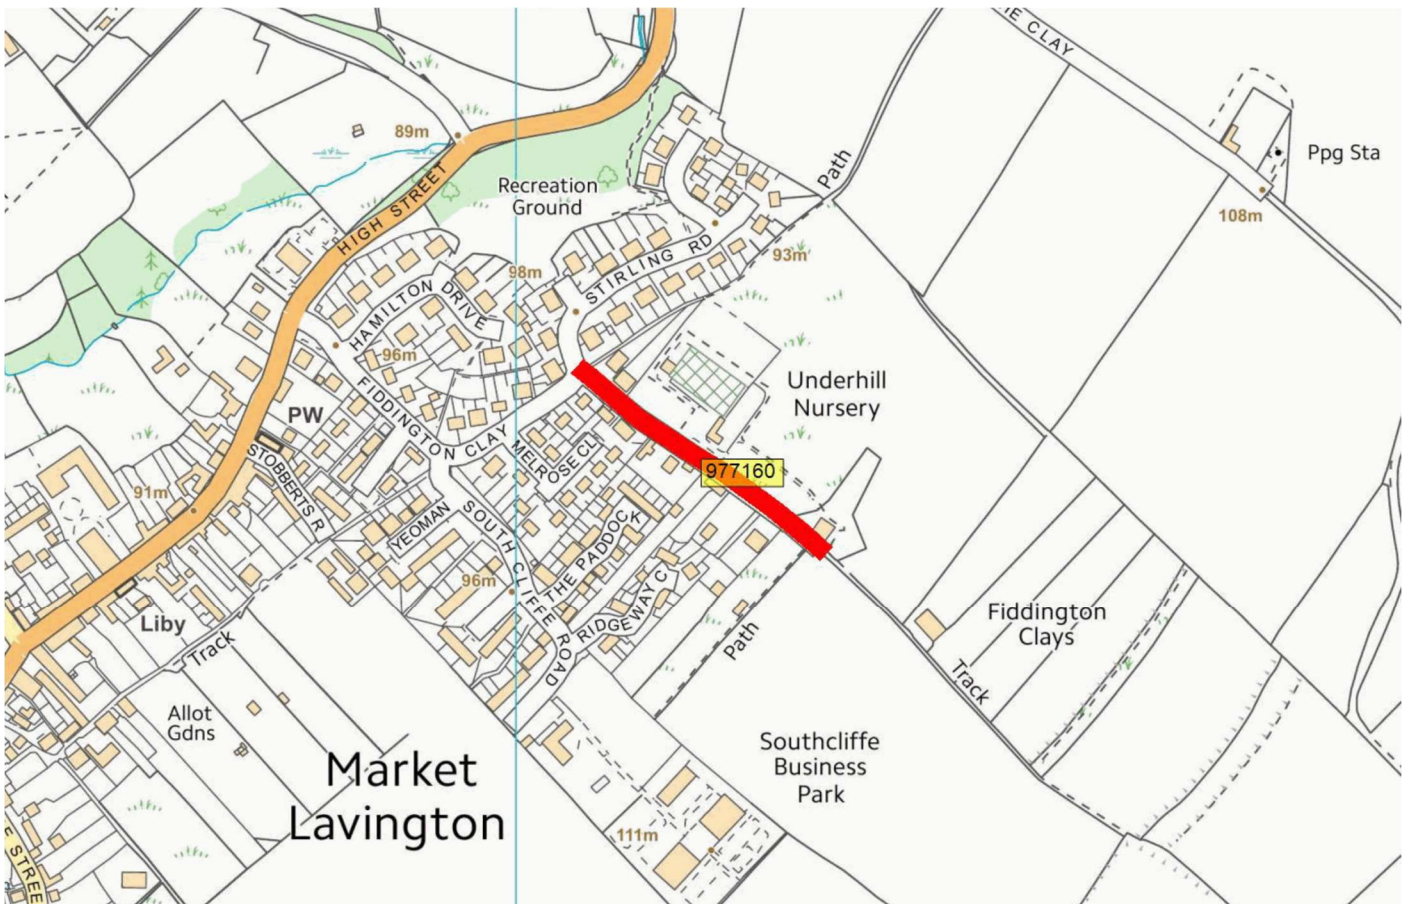 IE CLAY
89m
Ppg Sta
Path
Recreation
Ground
HIGH STREET
108m
STIRLING RD
93m
98m
HAMILTON DRIVE
96m
Underhill
Nursery
PW
FIDDINGTON CLAY
MELROSE CL
977160
STOBBERTS R
91m
YEOMAN
SOUTH CLIFFE ROAD
THE PADDOCK
96m
RIDGEWAY C
Fiddington
Clays
Liby
Track
Path
Track
Allot
Gdns
Southcliffe
Business
Park
Market
Lavington
111m
E STREE